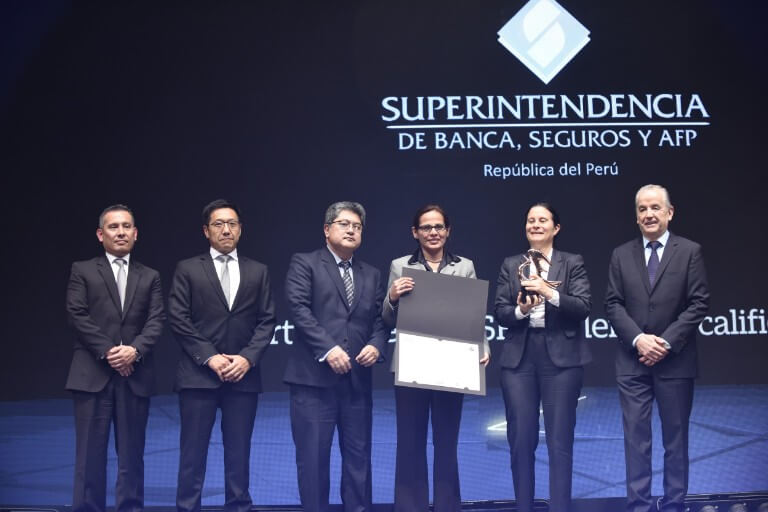 SUPERINTENDENCIA
DE BANCA, SEGUROS Y AFP
República del Perú